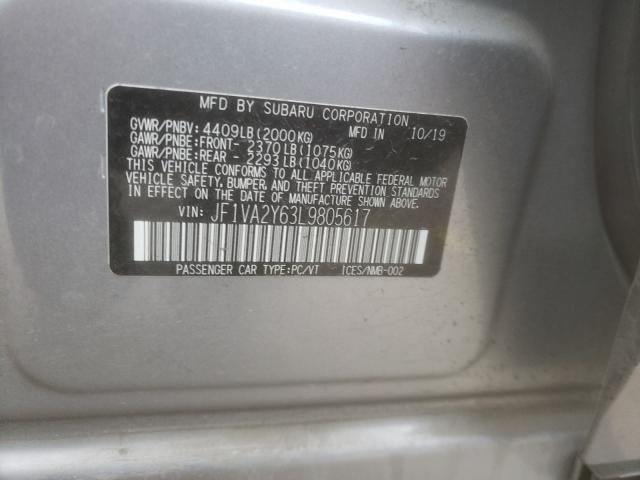 MFD BY SUBARU CORPORATION
GVWR/PNBV: 4409LB(2000KG) MFD IN 10/19
GAWR/PNBE:FRONT- 2370LB(1075KG)
GAWR/PNBE:REAR - 2293LB(1040KG)
THIS VEHICLE CONFORMS TO ALL APPLICABLE FEDERAL MOTOR
VEHICLE SAFETY, BUMPER, AND THEFT PREVENTION STANDARDS
IN EFFECT ON THE DATE OF MANUFACTURE SHOWN ABOVE.
VIN: JF1VA2Y63L9805617
PASSENGER CAR TYPE:PC/VT ICES/NMB-002